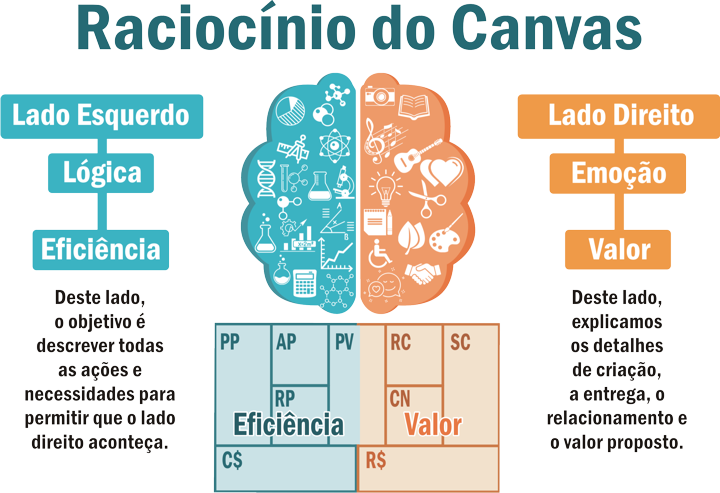 Raciocínio do Canvas
Lado Esquerdo
Lógica
Eficiência
Deste lado,
o objetivo é
descrever todas
as ações e
necessidades para
permitir que o lado
direito aconteça.
Lado Direito
Emoção
Valor
Deste lado,
explicamos
os detalhes
de criação,
a entrega, o
relacionamento e
o valor proposto.
PP AP PV RC SC
RP CN
Eficiência Valor
C$ R$